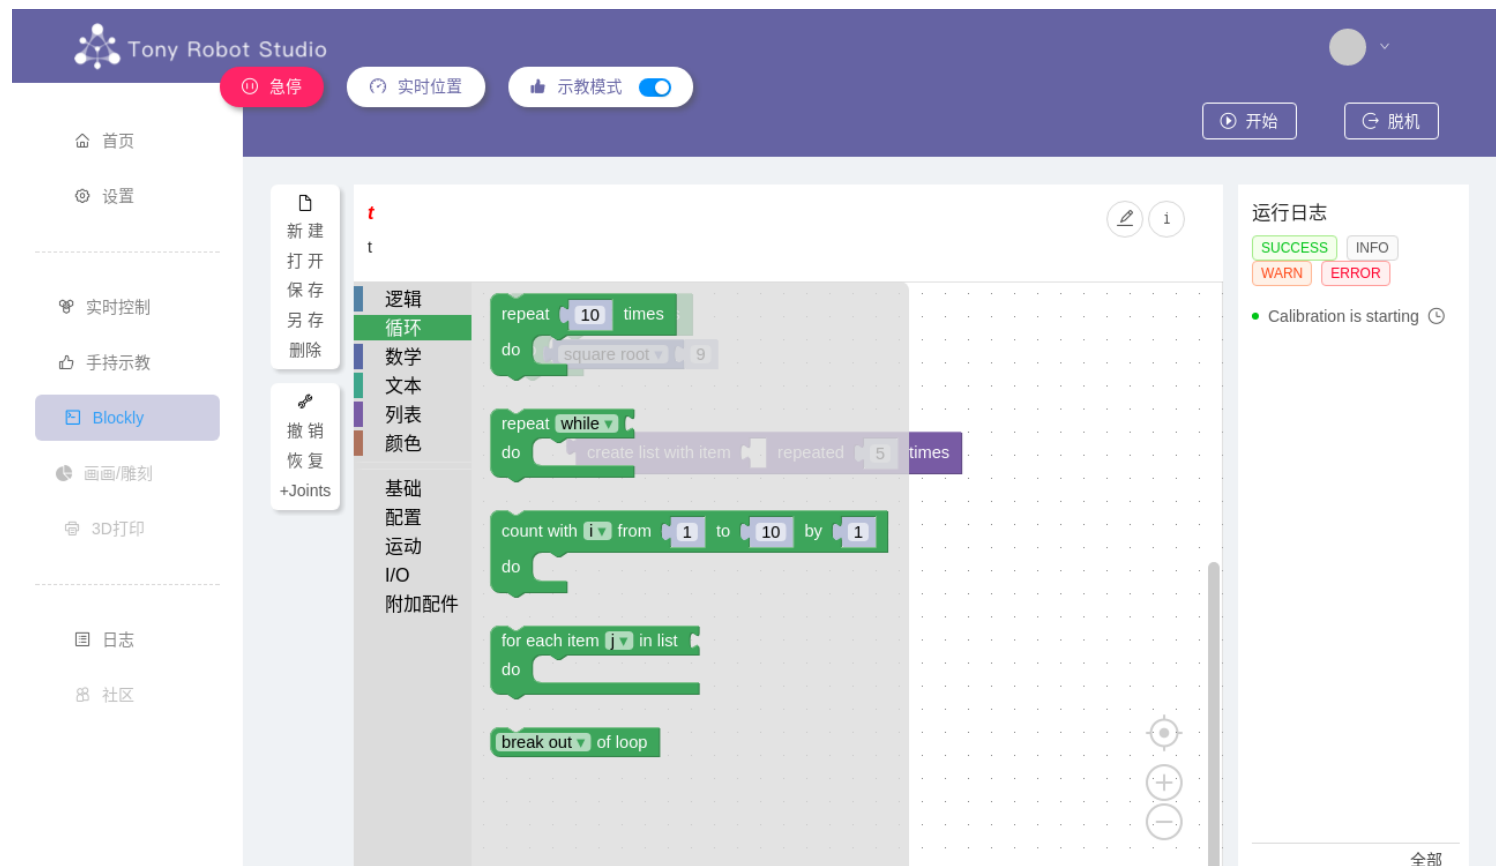 Tony Robot Studio
急停
实时位置
示教模式
开始
脱机
首页
设置
实时控制
手持示教
Blockly
画画/雕刻
3D打印
日志
社区
新 建
打 开
保 存
另 存
删除
撤 销
恢 复
+Joints
t
t
i
逻辑
循环
数学
文本
列表
颜色
基础
配置
运动
I/O
附加配件
repeat 10 times
do
square root ▾ 9
repeat while ▾
do
create list with item repeated 5 times
count with i ▾ from 1 to 10 by 1
do
for each item j ▾ in list
do
break out ▾ of loop
运行日志
SUCCESS INFO
WARN ERROR
Calibration is starting
全部